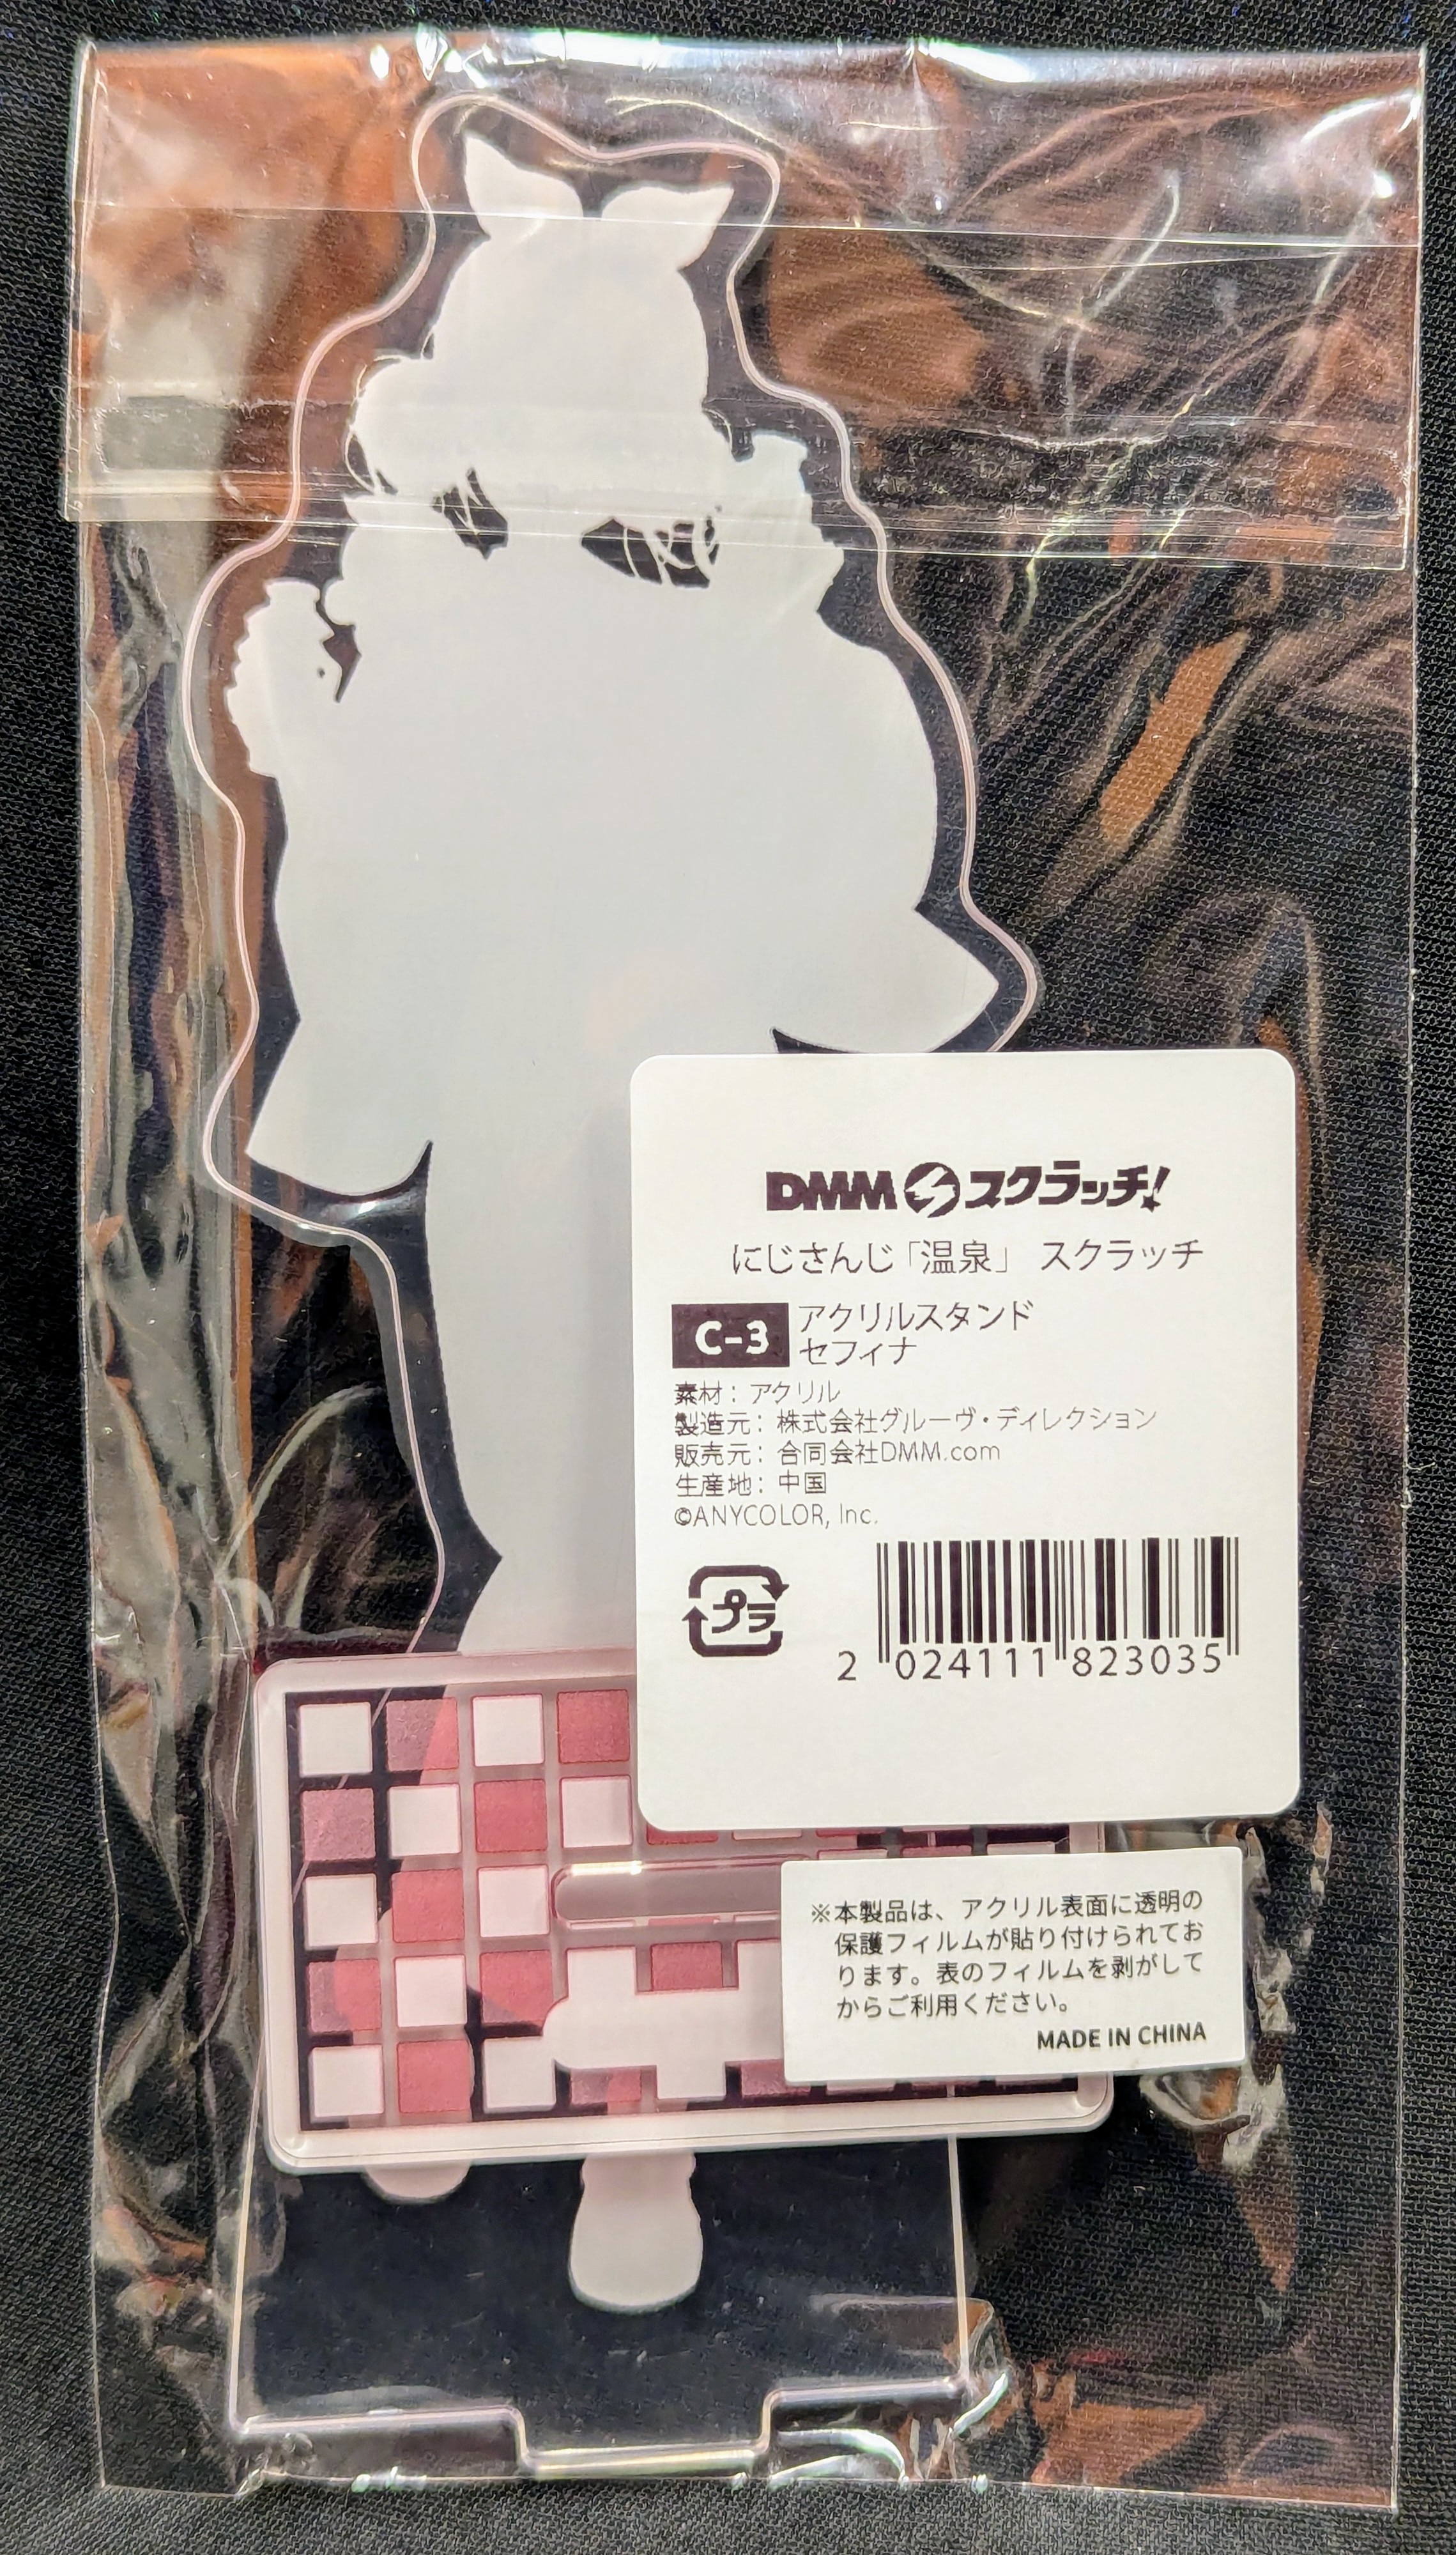 DMMスクラッチ!
にじさんじ「温泉」 スクラッチ
C-3 アクリルスタンド
セフィナ
素材：アクリル
製造元：株式会社グルーヴ・ディレクション
販売元：合同会社DMM.com
生産地：中国
©ANYCOLOR, Inc.
プラ
2 024111 823035
※本製品は、アクリル表面に透明の
保護フィルムが貼り付けられてお
ります。表のフィルムを剥がして
からご利用ください。
MADE IN CHINA